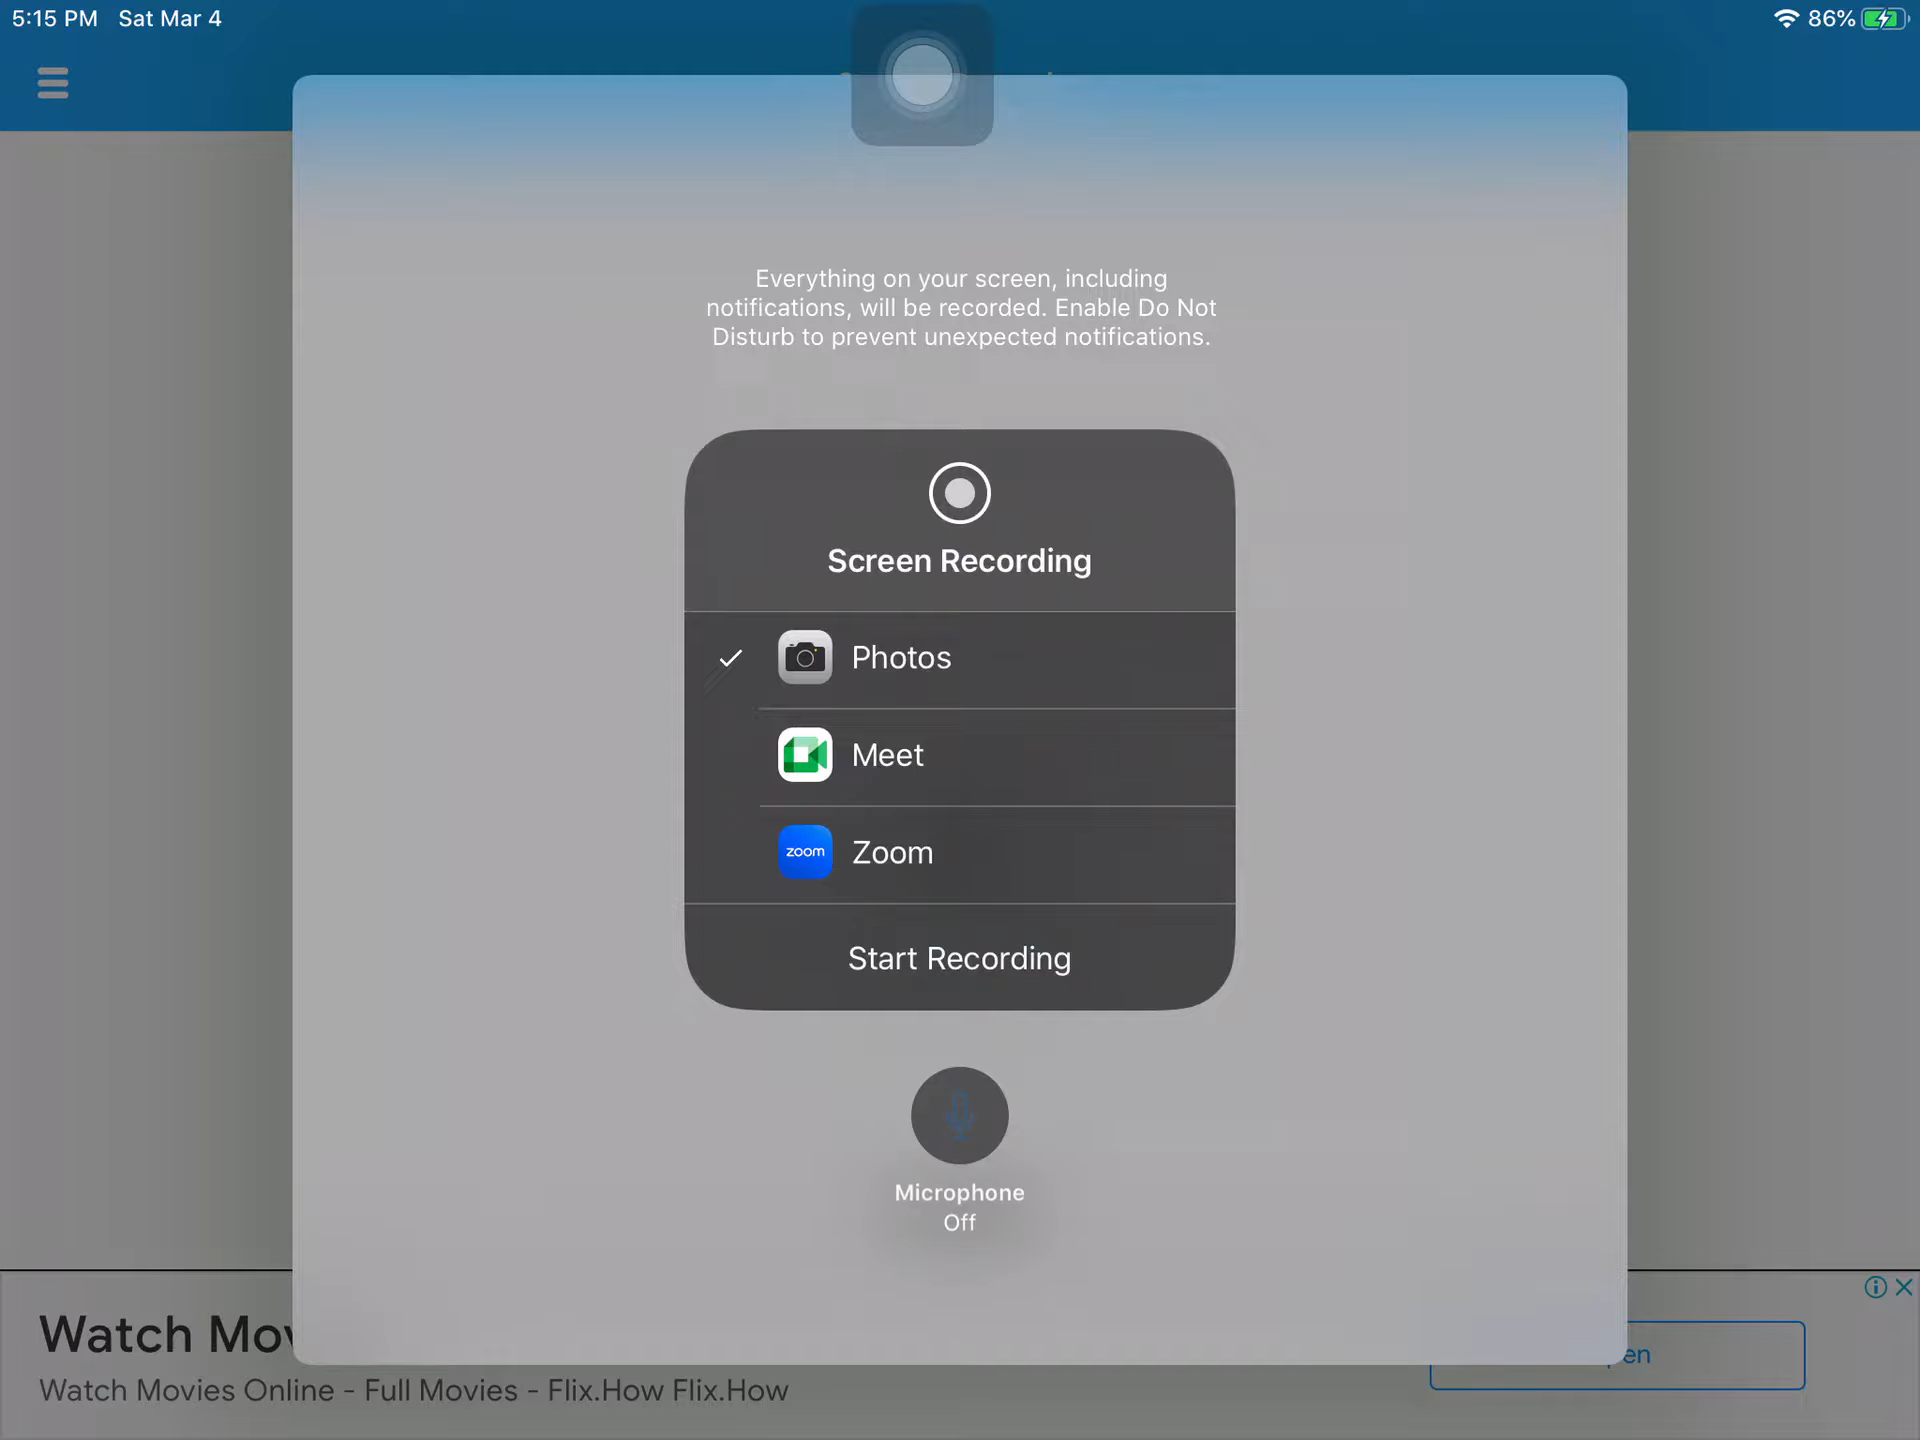 5:15 PM Sat Mar 4
86%
Everything on your screen, including
notifications, will be recorded. Enable Do Not
Disturb to prevent unexpected notifications.
Screen Recording
Photos
Meet
zoom Zoom
Start Recording
Microphone
Off
Watch Mov
pen
Watch Movies Online - Full Movies - Flix.How Flix.How